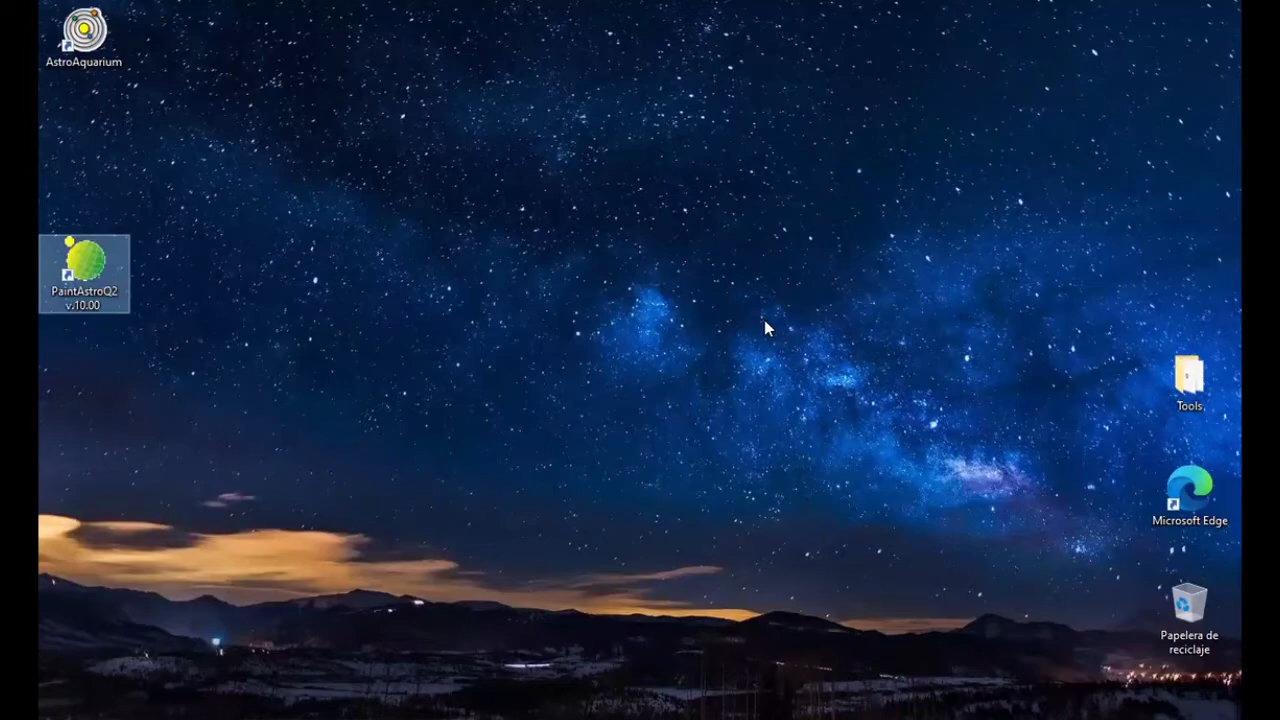 AstroAquarium
PaintAstroQ2
v.10.00
Tools
Microsoft Edge
Papelera de
reciclaje